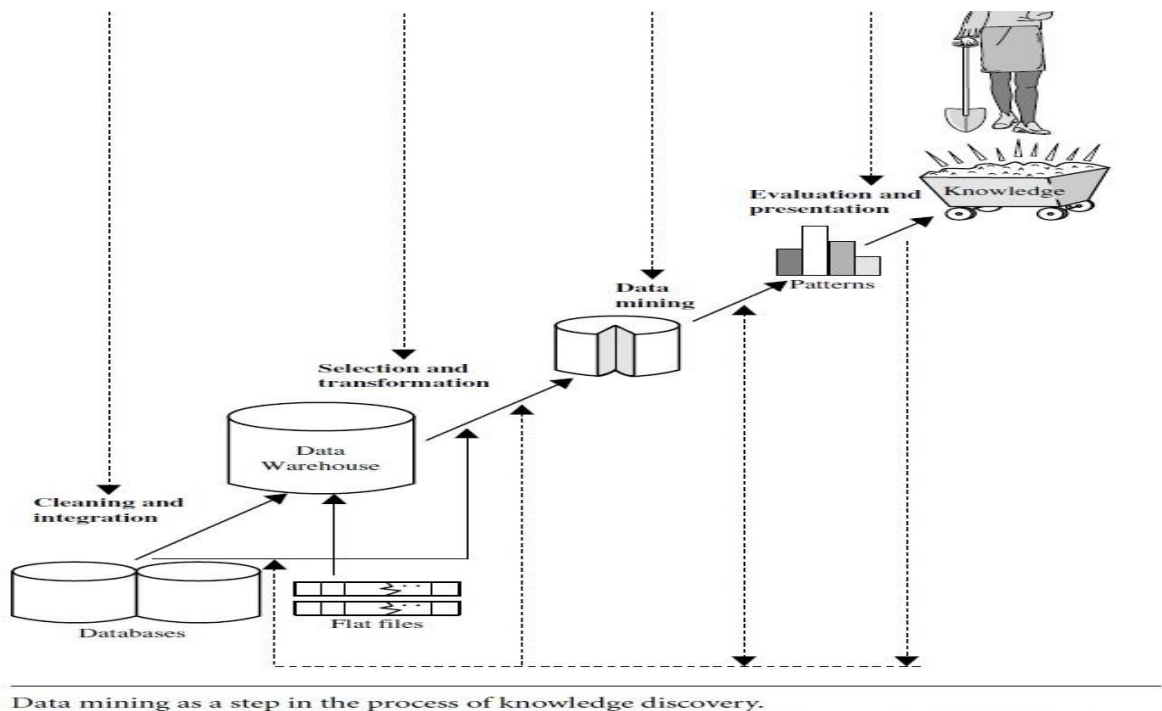 Knowledge
Evaluation and
presentation
Patterns
Data
mining
Selection and
transformation
Data
Warehouse
Cleaning and
integration
Databases
Flat files
Data mining as a step in the process of knowledge discovery.